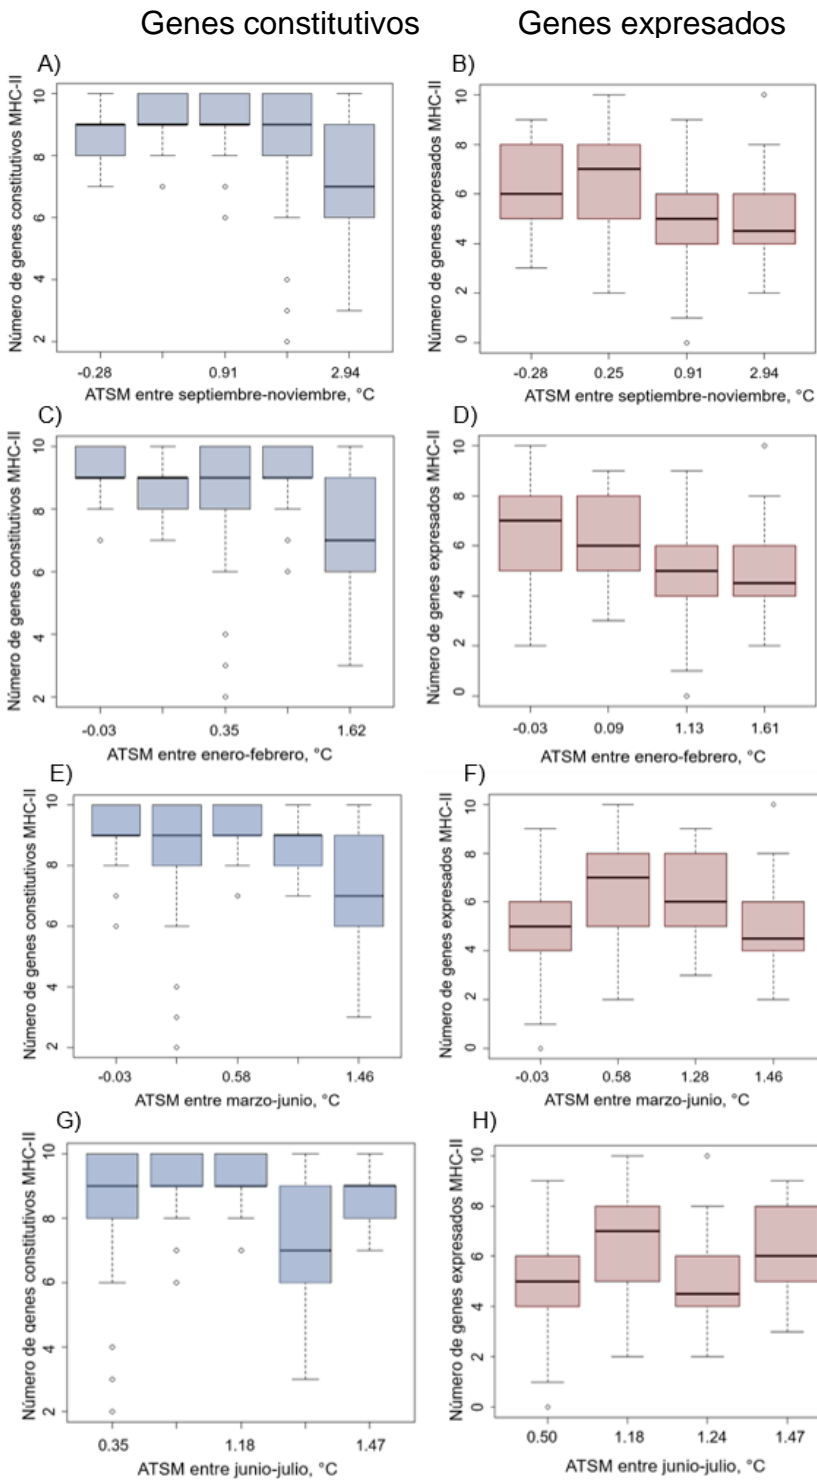 Genes constitutivos Genes expresados
A) B)
Número de genes constitutivos MHC-II
10
8
6
4
2
-0.28 0.91 2.94
ATSM entre septiembre-noviembre, °C
Número de genes expresados MHC-II
10
8
6
4
2
0
-0.28 0.25 0.91 2.94
ATSM entre septiembre-noviembre, °C
C) D)
Número de genes constitutivos MHC-II
10
8
6
4
2
-0.03 0.35 1.62
ATSM entre enero-febrero, °C
Número de genes expresados MHC-II
10
8
6
4
2
0
-0.03 0.09 1.13 1.61
ATSM entre enero-febrero, °C
E) F)
Número de genes constitutivos MHC-II
10
8
6
4
2
-0.03 0.58 1.46
ATSM entre marzo-junio, °C
Número de genes expresados MHC-II
10
8
6
4
2
0
-0.03 0.58 1.28 1.46
ATSM entre marzo-junio, °C
G) H)
Número de genes constitutivos MHC-II
10
8
6
4
2
0.35 1.18 1.47
ATSM entre junio-julio, °C
Número de genes expresados MHC-II
10
8
6
4
2
0
0.50 1.18 1.24 1.47
ATSM entre junio-julio, °C